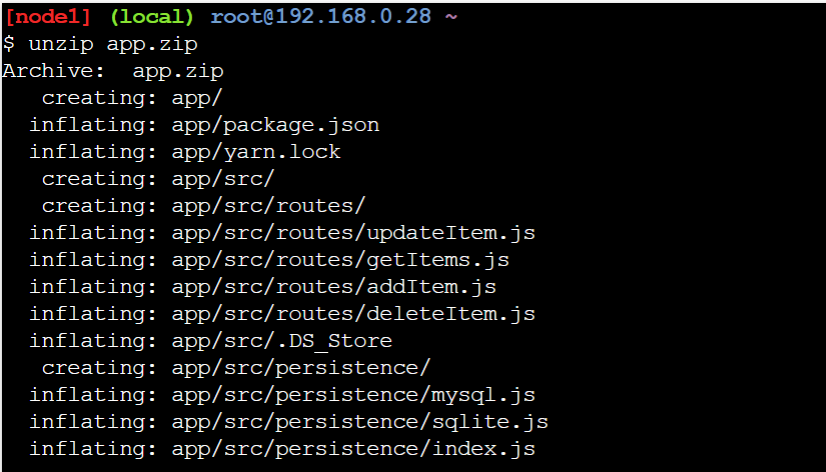 [node1] (local) root@192.168.0.28 ~
$ unzip app.zip
Archive:  app.zip
   creating: app/
  inflating: app/package.json
  inflating: app/yarn.lock
   creating: app/src/
   creating: app/src/routes/
  inflating: app/src/routes/updateItem.js
  inflating: app/src/routes/getItems.js
  inflating: app/src/routes/addItem.js
  inflating: app/src/routes/deleteItem.js
  inflating: app/src/.DS_Store
   creating: app/src/persistence/
  inflating: app/src/persistence/mysql.js
  inflating: app/src/persistence/sqlite.js
  inflating: app/src/persistence/index.js